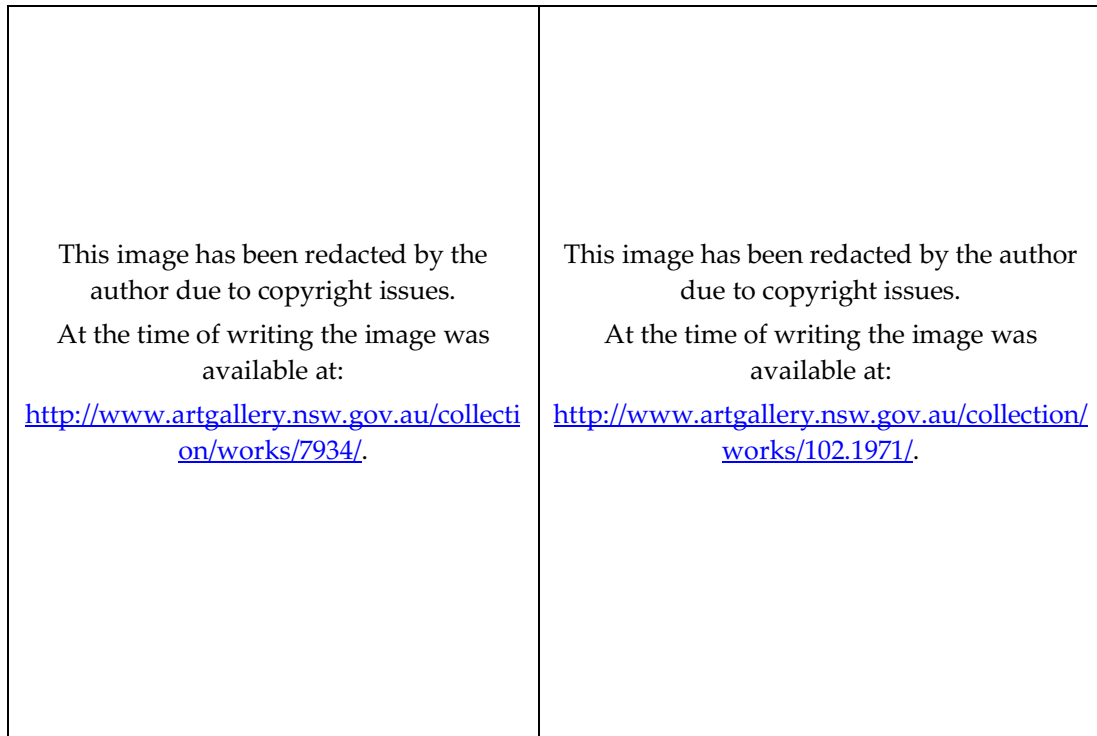 This image has been redacted by the
author due to copyright issues.
At the time of writing the image was
available at:
http://www.artgallery.nsw.gov.au/collecti
on/works/7934/.
This image has been redacted by the author
due to copyright issues.
At the time of writing the image was
available at:
http://www.artgallery.nsw.gov.au/collection/
works/102.1971/.